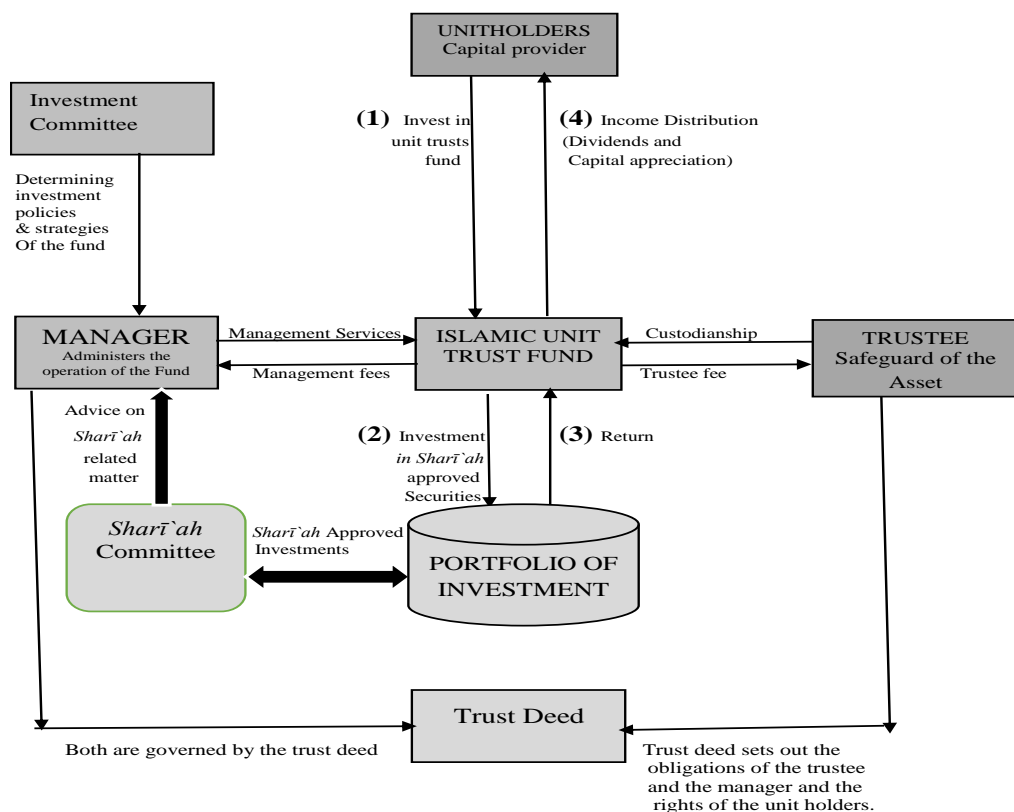 UNITHOLDERS
Capital provider
Investment
Committee
(1) Invest in
unit trusts
fund
(4) Income Distribution
(Dividends and
Capital appreciation)
Determining
investment
policies
& strategies
Of the fund
MANAGER
Administers the
operation of the Fund
Management Services
Management fees
ISLAMIC UNIT
TRUST FUND
Custodianship
Trustee fee
TRUSTEE
Safeguard of the
Asset
Advice on
Sharī`ah
related
matter
(2) Investment
in Sharī`ah
approved
Securities
(3) Return
Sharī`ah
Committee
Sharī`ah Approved
Investments
PORTFOLIO OF
INVESTMENT
Trust Deed
Both are governed by the trust deed
Trust deed sets out the
obligations of the trustee
and the manager and the
rights of the unit holders.